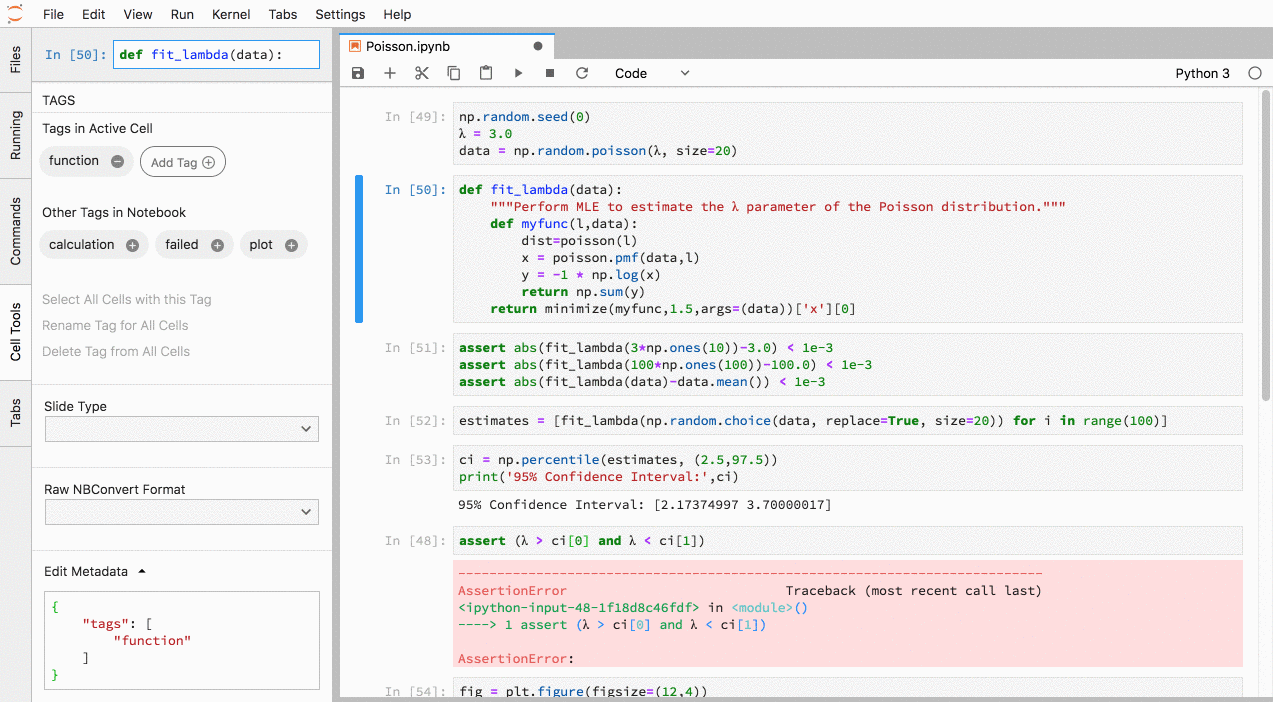 File Edit View Run Kernel Tabs Settings Help
Files
Running
Commands
Cell Tools
Tabs
In [50]: def fit_lambda(data):
TAGS
Tags in Active Cell
function Add Tag
Other Tags in Notebook
calculation failed plot
Select All Cells with this Tag
Rename Tag for All Cells
Delete Tag from All Cells
Slide Type
Raw NBConvert Format
Edit Metadata
{
    "tags": [
        "function"
    ]
}
Poisson.ipynb
Code Python 3
In [49]: np.random.seed(0)
λ = 3.0
data = np.random.poisson(λ, size=20)
In [50]: def fit_lambda(data):
    """Perform MLE to estimate the λ parameter of the Poisson distribution."""
    def myfunc(l,data):
        dist=poisson(l)
        x = poisson.pmf(data,l)
        y = -1 * np.log(x)
        return np.sum(y)
    return minimize(myfunc,1.5,args=(data))['x'][0]
In [51]: assert abs(fit_lambda(3*np.ones(10))-3.0) < 1e-3
assert abs(fit_lambda(100*np.ones(100))-100.0) < 1e-3
assert abs(fit_lambda(data)-data.mean()) < 1e-3
In [52]: estimates = [fit_lambda(np.random.choice(data, replace=True, size=20)) for i in range(100)]
In [53]: ci = np.percentile(estimates, (2.5,97.5))
print('95% Confidence Interval:',ci)
95% Confidence Interval: [2.17374997 3.70000017]
In [48]: assert (λ > ci[0] and λ < ci[1])
---------------------------------------------------------------------------
AssertionError                            Traceback (most recent call last)
<ipython-input-48-1f18d8c46fdf> in <module>()
----> 1 assert (λ > ci[0] and λ < ci[1])
AssertionError:
In [54]: fig = plt.figure(figsize=(12,4))